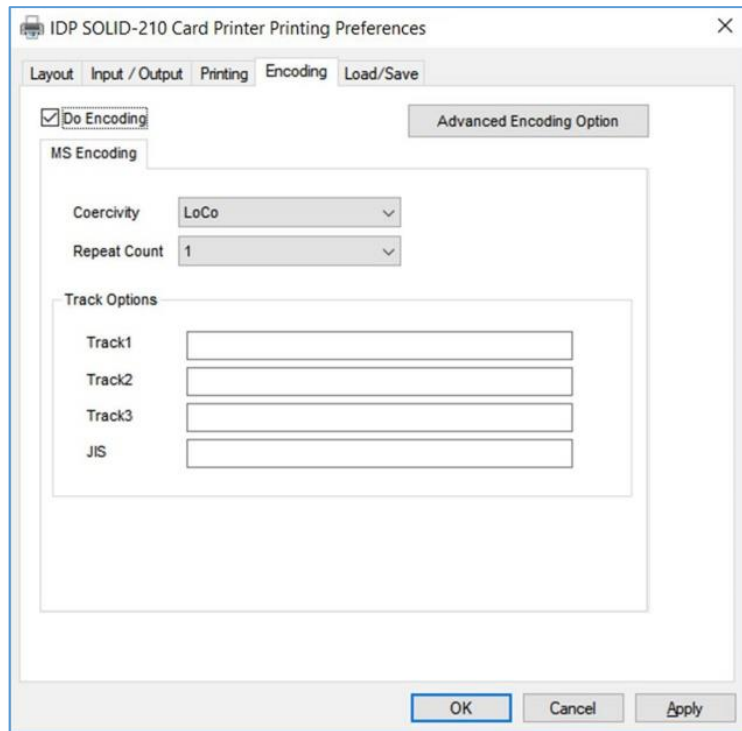 IDP SOLID-210 Card Printer Printing Preferences
Layout Input / Output Printing Encoding Load/Save
Do Encoding Advanced Encoding Option
MS Encoding
Coercivity LoCo
Repeat Count 1
Track Options
Track1
Track2
Track3
JIS
OK Cancel Apply